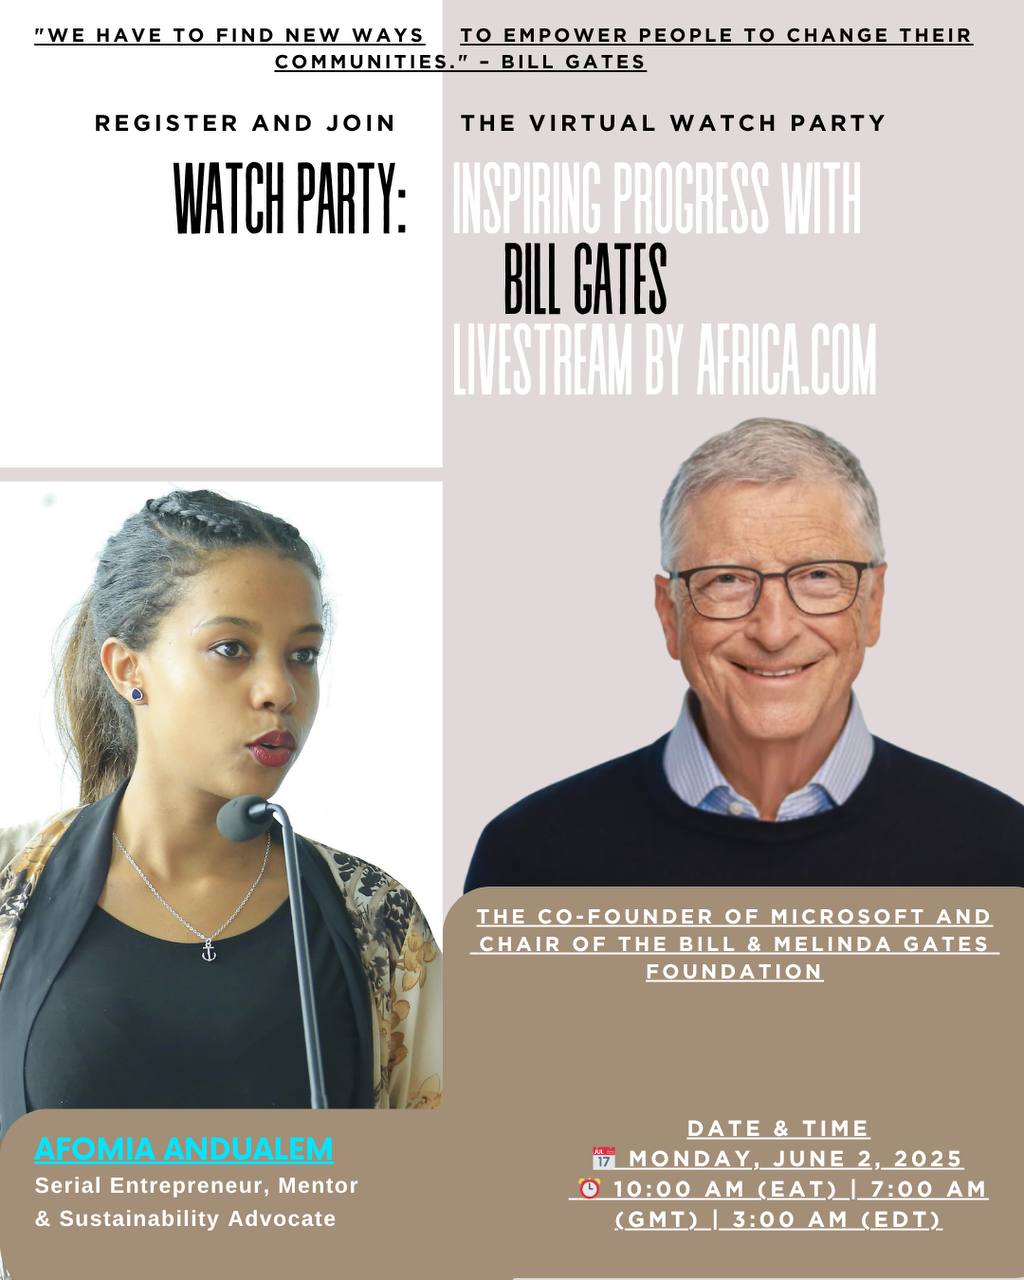 "WE HAVE TO FIND NEW WAYS TO EMPOWER PEOPLE TO CHANGE THEIR
COMMUNITIES." – BILL GATES
REGISTER AND JOIN THE VIRTUAL WATCH PARTY
WATCH PARTY: INSPIRING PROGRESS WITH
BILL GATES
LIVESTREAM BY AFRICA.COM
THE CO-FOUNDER OF MICROSOFT AND
CHAIR OF THE BILL & MELINDA GATES
FOUNDATION
AFOMIA ANDUALEM
Serial Entrepreneur, Mentor
& Sustainability Advocate
DATE & TIME
📅 MONDAY, JUNE 2, 2025
⏰ 10:00 AM (EAT) | 7:00 AM
(GMT) | 3:00 AM (EDT)